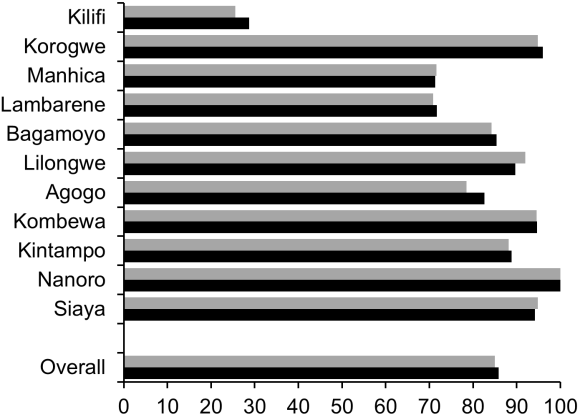 Kilifi
Korogwe
Manhica
Lambarene
Bagamoyo
Lilongwe
Agogo
Kombewa
Kintampo
Nanoro
Siaya
Overall
0 10 20 30 40 50 60 70 80 90 100